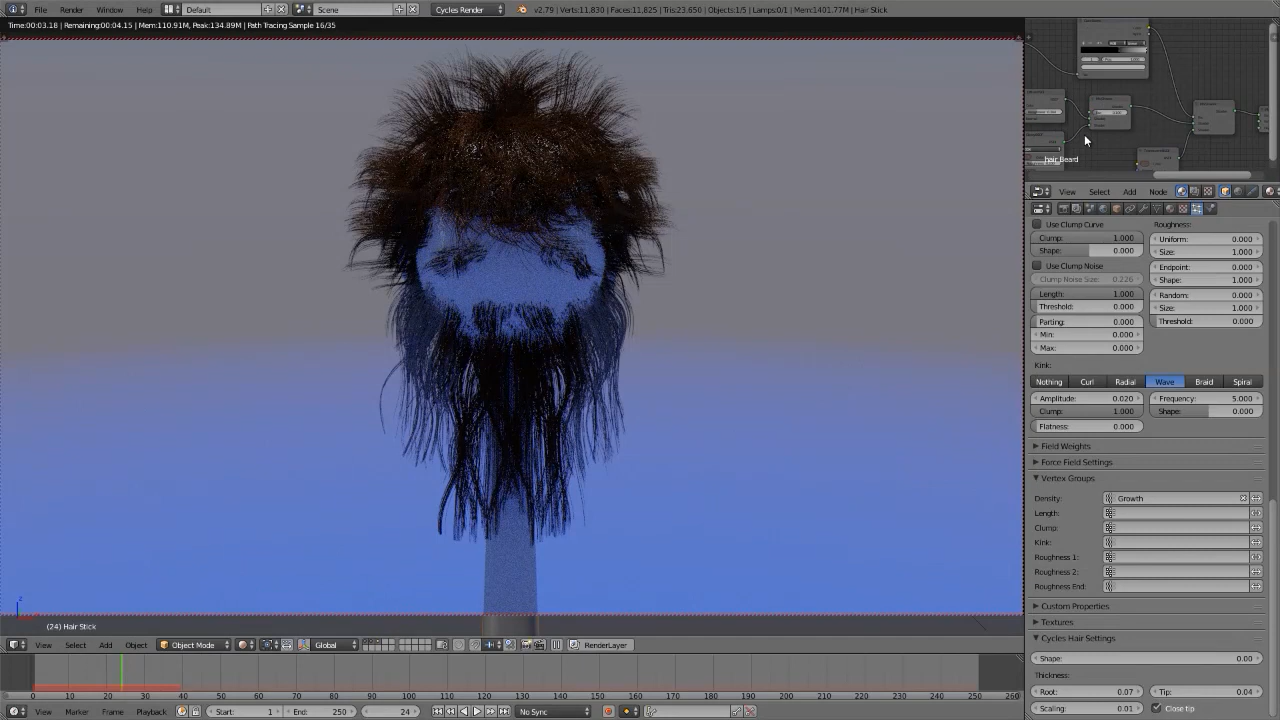 File Render Window Help Default Scene Cycles Render v2.79 | Verts:11,830 | Faces:11,825 | Tris:23,650 | Objects:1/5 | Lamps:0/1 | Mem:1401.77M | Hair Stick
Time:00:03.18 | Remaining:00:04.15 | Mem:110.91M, Peak:134.89M | Path Tracing Sample 16/35
hair Beard
View Select Add Node
Use Clump Curve
Clump: 1.000
Shape: 0.000
Use Clump Noise
Clump Noise Size: 0.226
Length: 1.000
Threshold: 0.000
Parting: 0.000
Min: 0.000
Max: 0.000
Roughness:
Uniform: 0.000
Size: 1.000
Endpoint: 0.000
Shape: 1.000
Random: 0.000
Size: 1.000
Threshold: 0.000
Kink:
Nothing Curl Radial Wave Braid Spiral
Amplitude: 0.020 Frequency: 5.000
Clump: 1.000 Shape: 0.000
Flatness: 0.000
Field Weights
Force Field Settings
Vertex Groups
Density: Growth
Length:
Clump:
Kink:
Roughness 1:
Roughness 2:
Roughness End:
Custom Properties
Textures
Cycles Hair Settings
Shape: 0.00
Thickness:
Root: 0.07 Tip: 0.04
Scaling: 0.01 Close tip
z
(24) Hair Stick
View Select Add Object Object Mode Global RenderLayer
0 10 20 30 40 50 60 70 80 90 100 110 120 130 140 150 160 170 180 190 200 210 220 230 240 250 260
View Marker Frame Playback Start: 1 End: 250 24 No Sync